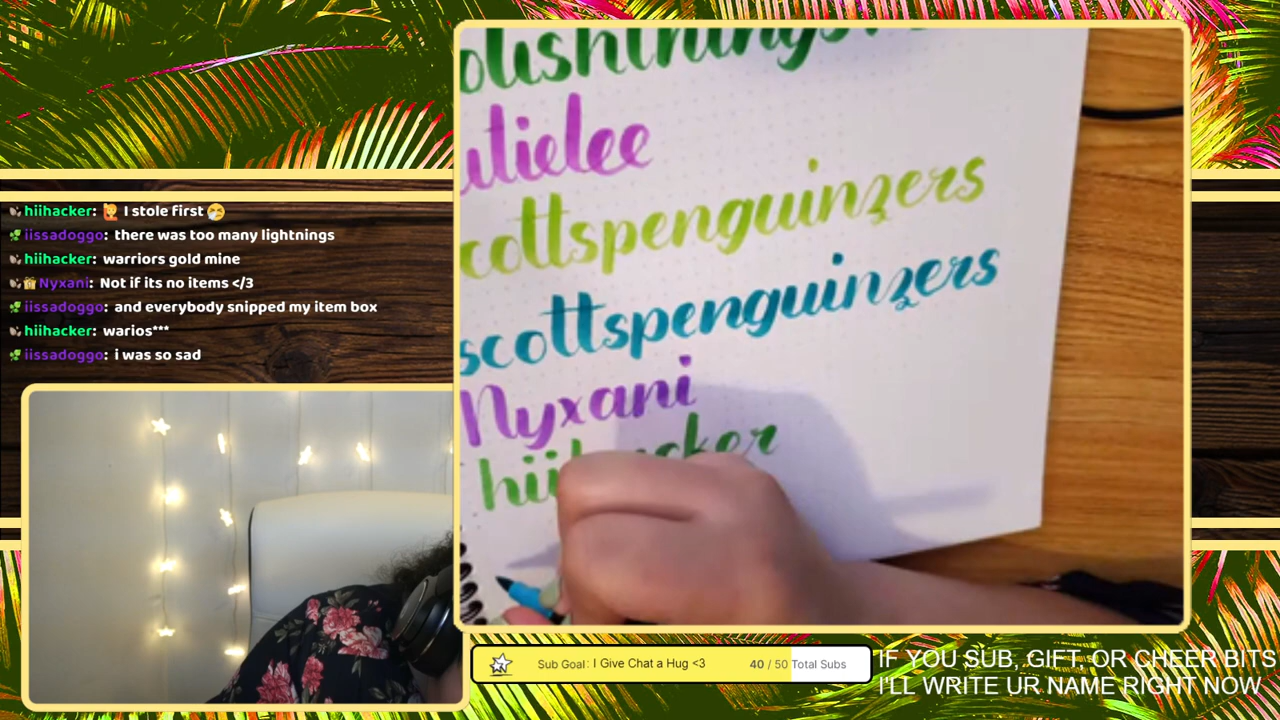 hiihacker: I stole first
iissadoggo: there was too many lightnings
hiihacker: warriors gold mine
Nyxani: Not if its no items </3
iissadoggo: and everybody snipped my item box
hiihacker: warios***
iissadoggo: i was so sad
olishthings
ulielee
cottspenguinzers
scottspenguinzers
Nyxani
Sub Goal: I Give Chat a Hug <3 40 / 50 Total Subs
IF YOU SUB, GIFT, OR CHEER BITS
I'LL WRITE UR NAME RIGHT NOW